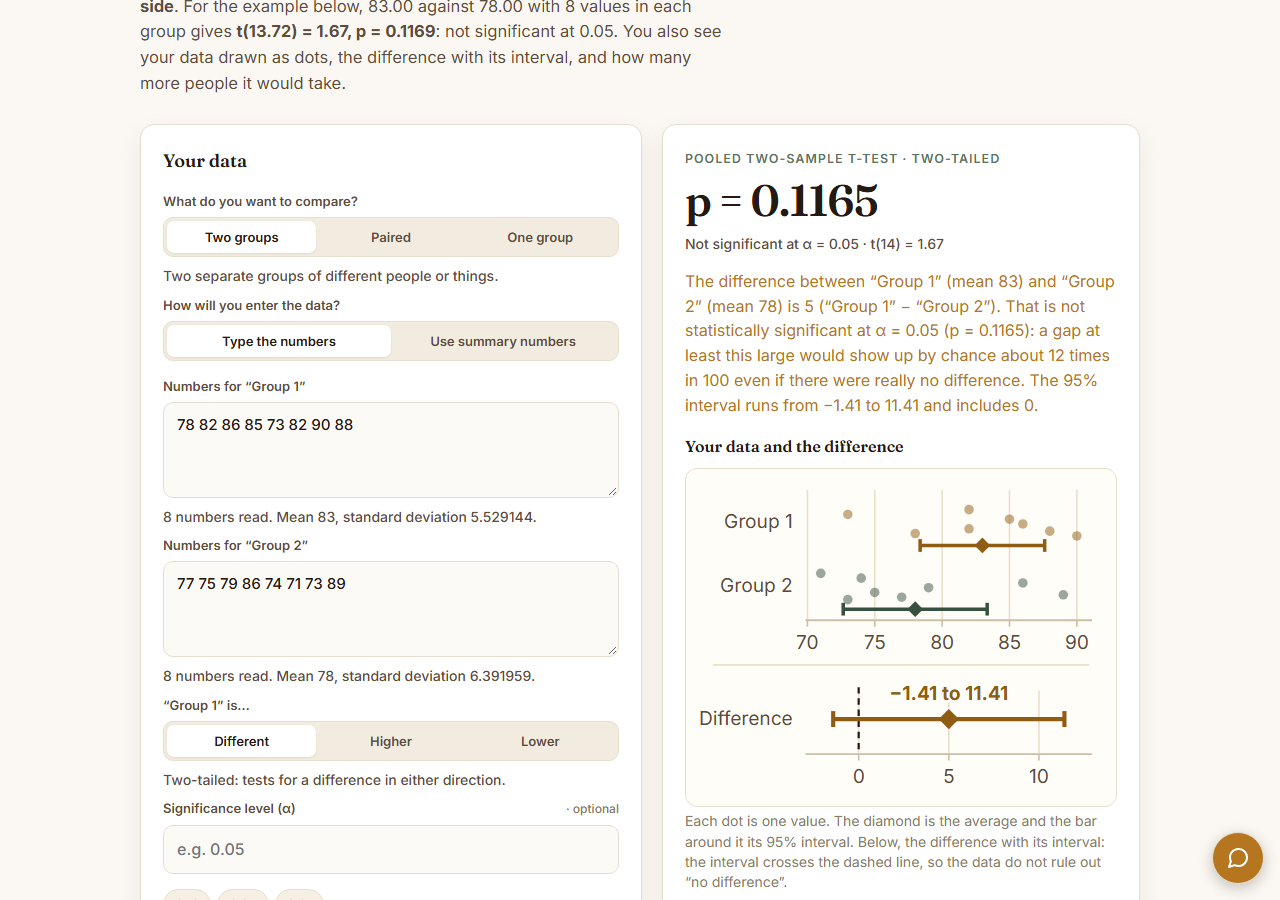 side. For the example below, 83.00 against 78.00 with 8 values in each
group gives t(13.72) = 1.67, p = 0.1169: not significant at 0.05. You also see
your data drawn as dots, the difference with its interval, and how many
more people it would take.
Your data
What do you want to compare?
Two groups Paired One group
Two separate groups of different people or things.
How will you enter the data?
Type the numbers Use summary numbers
Numbers for “Group 1”
78 82 86 85 73 82 90 88
8 numbers read. Mean 83, standard deviation 5.529144.
Numbers for “Group 2”
77 75 79 86 74 71 73 89
8 numbers read. Mean 78, standard deviation 6.391959.
“Group 1” is...
Different Higher Lower
Two-tailed: tests for a difference in either direction.
Significance level (α) · optional
e.g. 0.05
POOLED TWO-SAMPLE T-TEST · TWO-TAILED
p = 0.1165
Not significant at α = 0.05 · t(14) = 1.67
The difference between “Group 1” (mean 83) and “Group
2” (mean 78) is 5 (“Group 1” − “Group 2”). That is not
statistically significant at α = 0.05 (p = 0.1165): a gap at
least this large would show up by chance about 12 times
in 100 even if there were really no difference. The 95%
interval runs from −1.41 to 11.41 and includes 0.
Your data and the difference
Group 1
Group 2
70 75 80 85 90
−1.41 to 11.41
Difference
0 5 10
Each dot is one value. The diamond is the average and the bar
around it its 95% interval. Below, the difference with its interval:
the interval crosses the dashed line, so the data do not rule out
“no difference”.